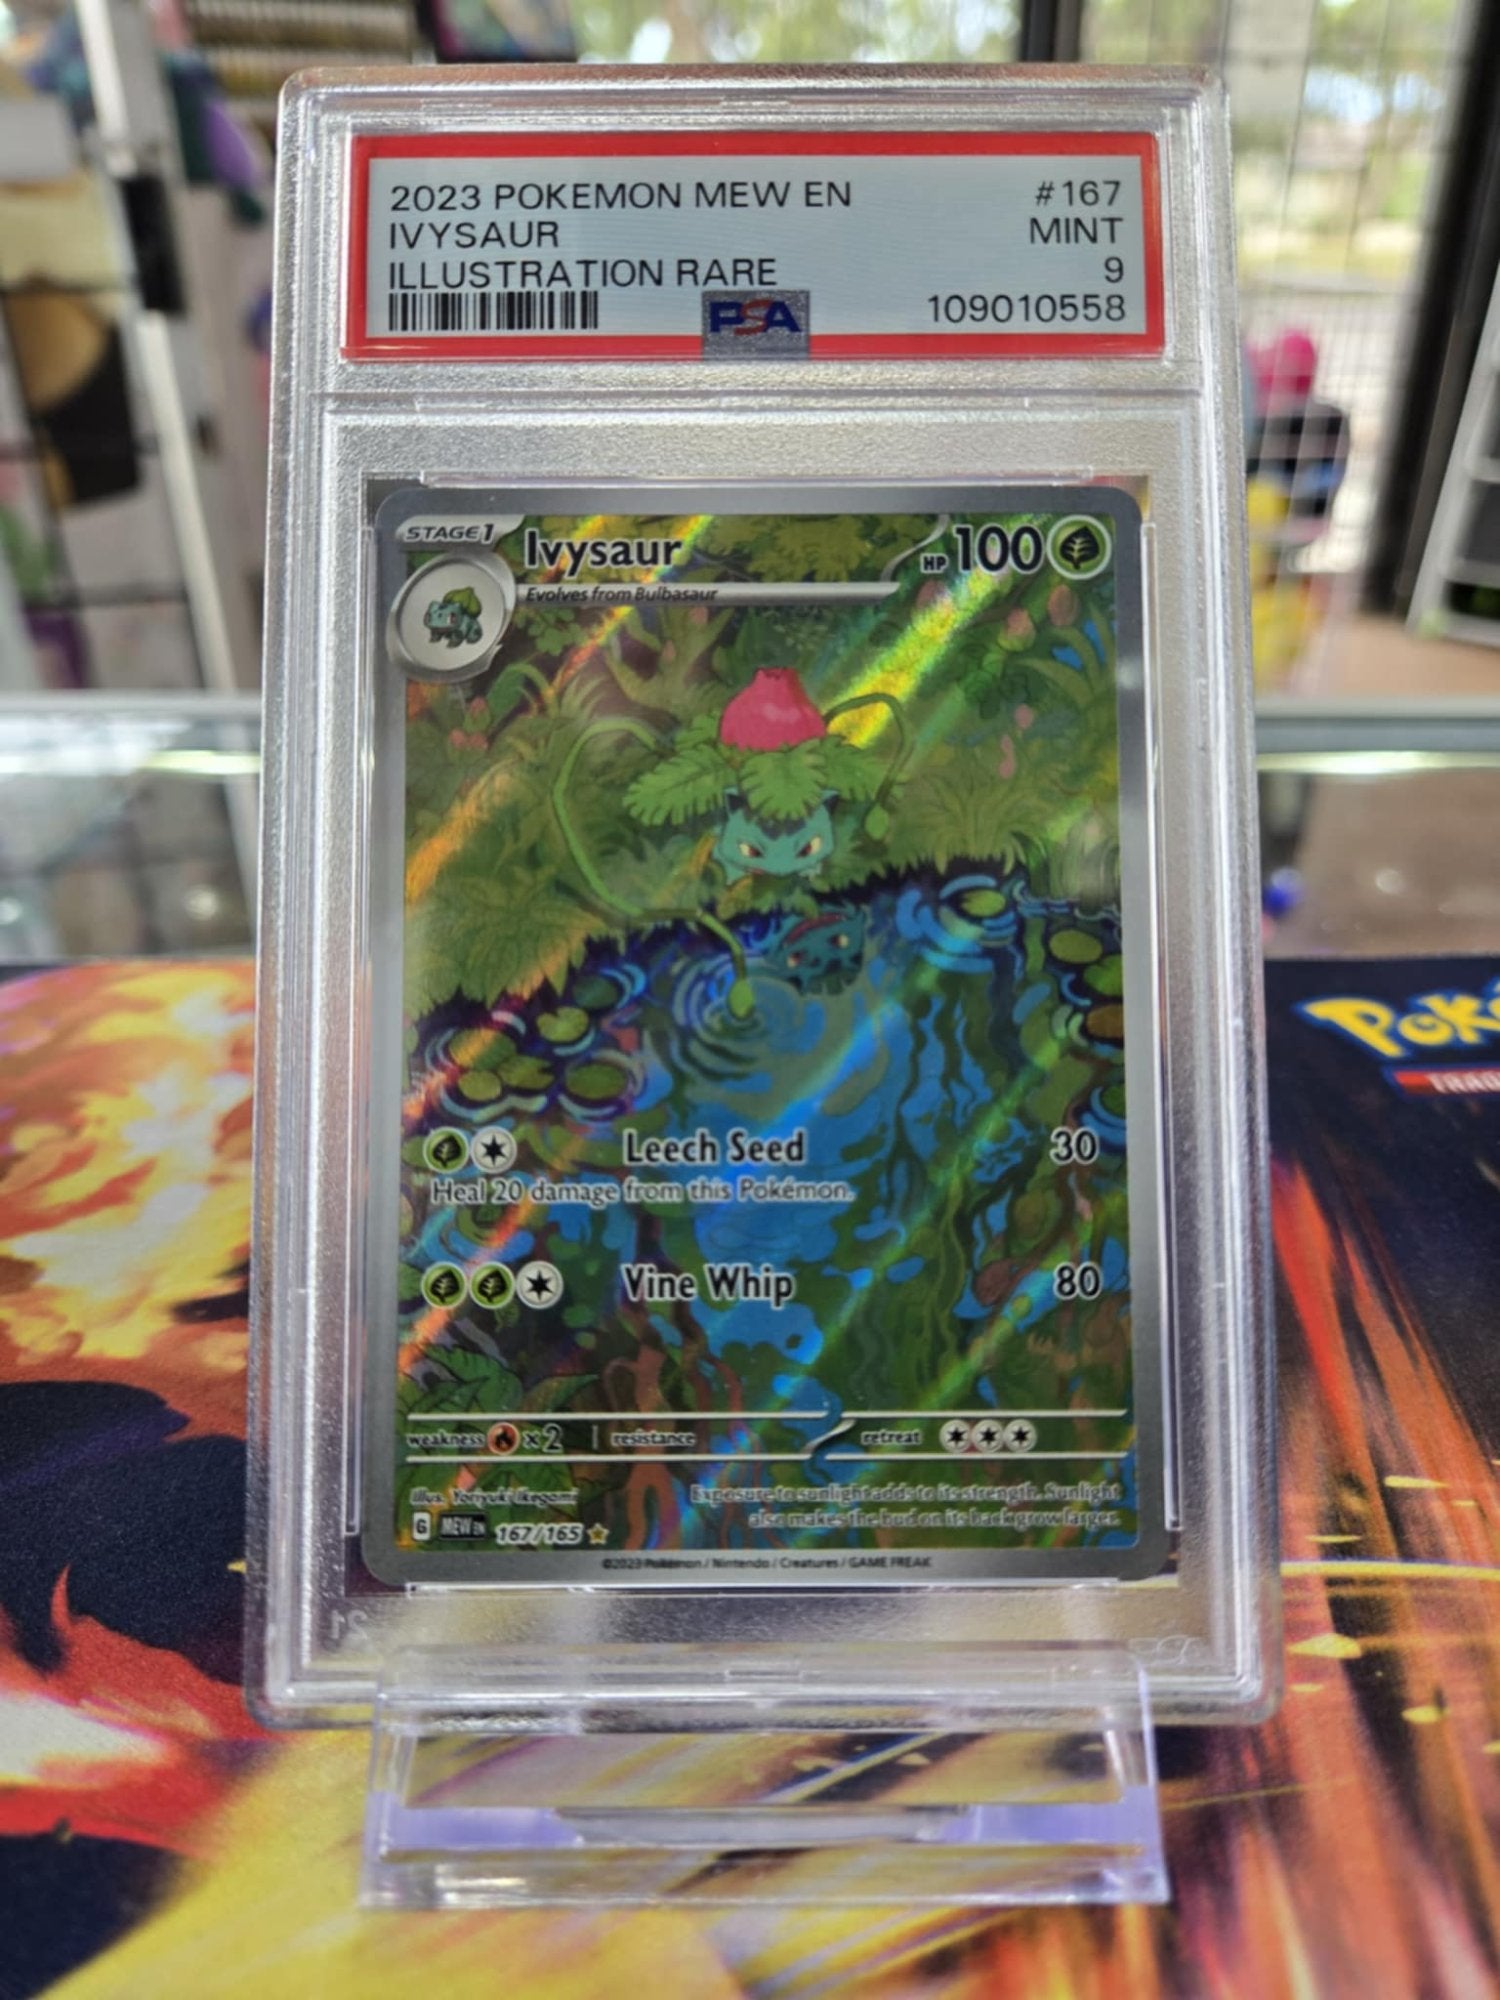 2023 POKEMON MEW EN #167
IVYSAUR MINT
ILLUSTRATION RARE 9
PSA 109010558
STAGE 1 Ivysaur HP 100
Evolves from Bulbasaur
Leech Seed 30
Heal 20 damage from this Pokémon.
Vine Whip 80
weakness x2 resistance retreat
Illus. Yoriyuki Ikegami
Exposure to sunlight adds to its strength. Sunlight
also makes the bud on its back grow larger.
G MEW EN 167/165
©2023 Pokémon / Nintendo / Creatures / GAME FREAK